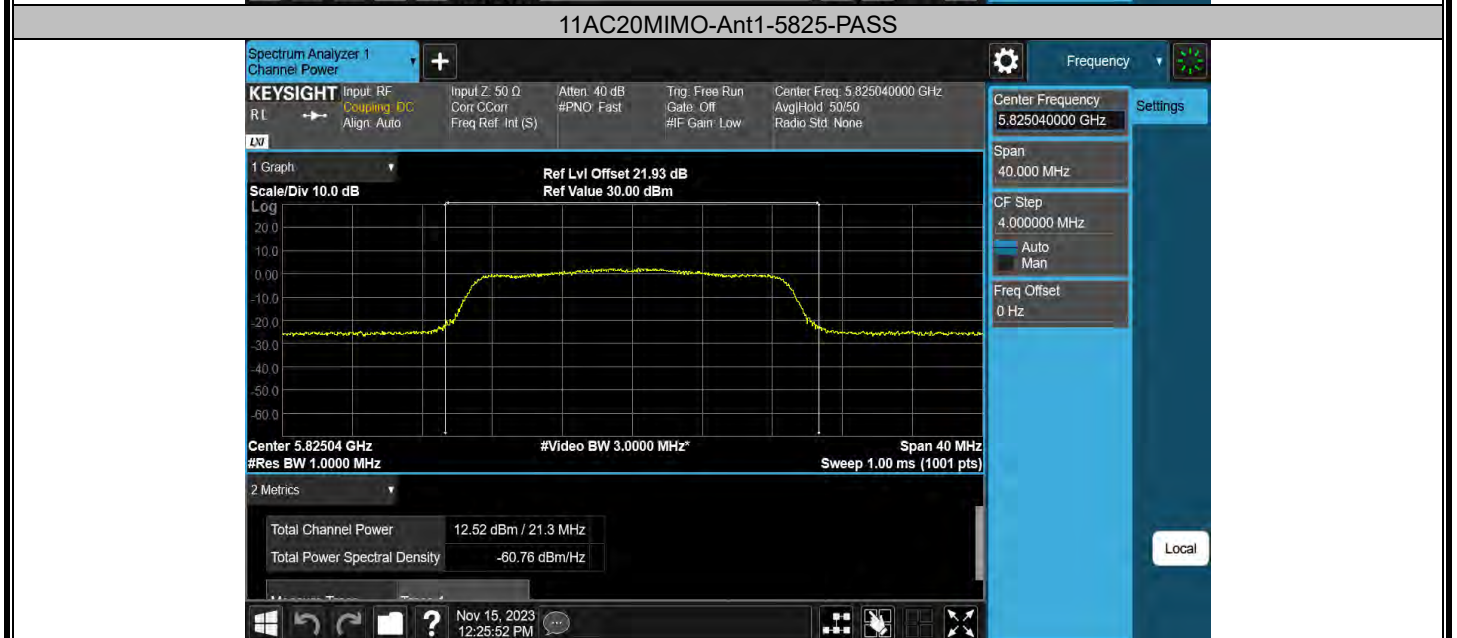 11AC20MIMO-Ant1-5825-PASS
Spectrum Analyzer 1
Channel Power
Frequency
KEYSIGHT
RL
LXI
Input: RF
Coupling: DC
Align: Auto
Input Z: 50 Ω
Corr CCorr
Freq Ref: Int (S)
Atten: 40 dB
#PNO: Fast
Trig: Free Run
Gate: Off
#IF Gain: Low
Center Freq: 5.825040000 GHz
Avg|Hold: 50/50
Radio Std: None
Center Frequency
5.825040000 GHz
Settings
Span
40.000 MHz
CF Step
4.000000 MHz
Auto
Man
Freq Offset
0 Hz
Local
1 Graph
Ref Lvl Offset 21.93 dB
Scale/Div 10.0 dB
Ref Value 30.00 dBm
Log
20.0
10.0
0.00
-10.0
-20.0
-30.0
-40.0
-50.0
-60.0
Center 5.82504 GHz
#Video BW 3.0000 MHz*
Span 40 MHz
#Res BW 1.0000 MHz
Sweep 1.00 ms (1001 pts)
2 Metrics
Total Channel Power 12.52 dBm / 21.3 MHz
Total Power Spectral Density -60.76 dBm/Hz
Nov 15, 2023
12:25:52 PM